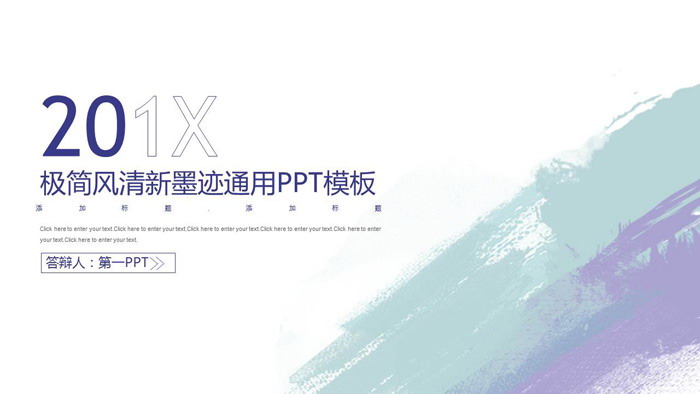 201X
极简风清新墨迹通用PPT模板
添加标题.添加标题
Click here to enter your text.Click here to enter your text.Click here to enter your text.Click here to enter your text.Click here to enter
your text.Click here to enter your text.
答辩人：第一PPT